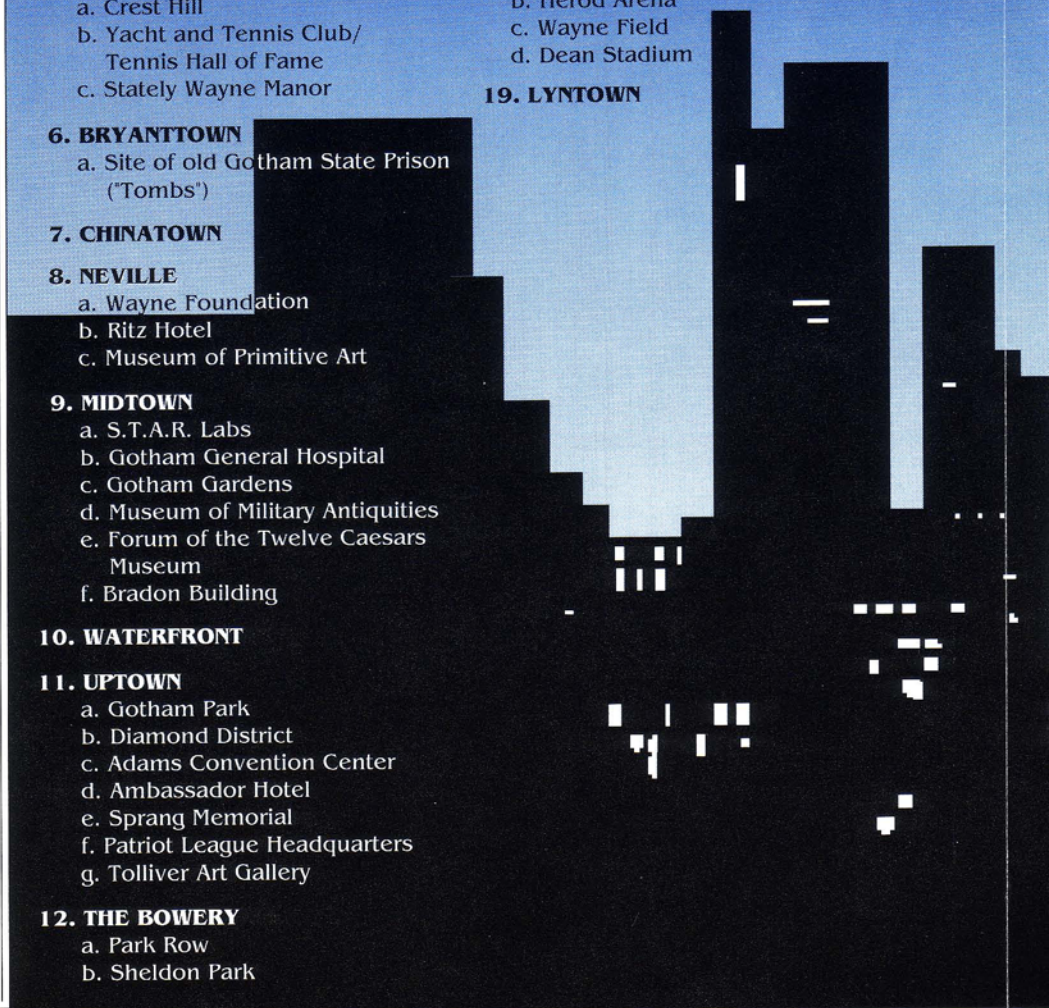 a. Crest Hill
b. Yacht and Tennis Club/
Tennis Hall of Fame
c. Stately Wayne Manor
6. BRYANTTOWN
a. Site of old Gotham State Prison
("Tombs")
7. CHINATOWN
8. NEVILLE
a. Wayne Foundation
b. Ritz Hotel
c. Museum of Primitive Art
9. MIDTOWN
a. S.T.A.R. Labs
b. Gotham General Hospital
c. Gotham Gardens
d. Museum of Military Antiquities
e. Forum of the Twelve Caesars
Museum
f. Bradon Building
10. WATERFRONT
11. UPTOWN
a. Gotham Park
b. Diamond District
c. Adams Convention Center
d. Ambassador Hotel
e. Sprang Memorial
f. Patriot League Headquarters
g. Tolliver Art Gallery
12. THE BOWERY
a. Park Row
b. Sheldon Park
b. Herod Arena
c. Wayne Field
d. Dean Stadium
19. LYNTOWN